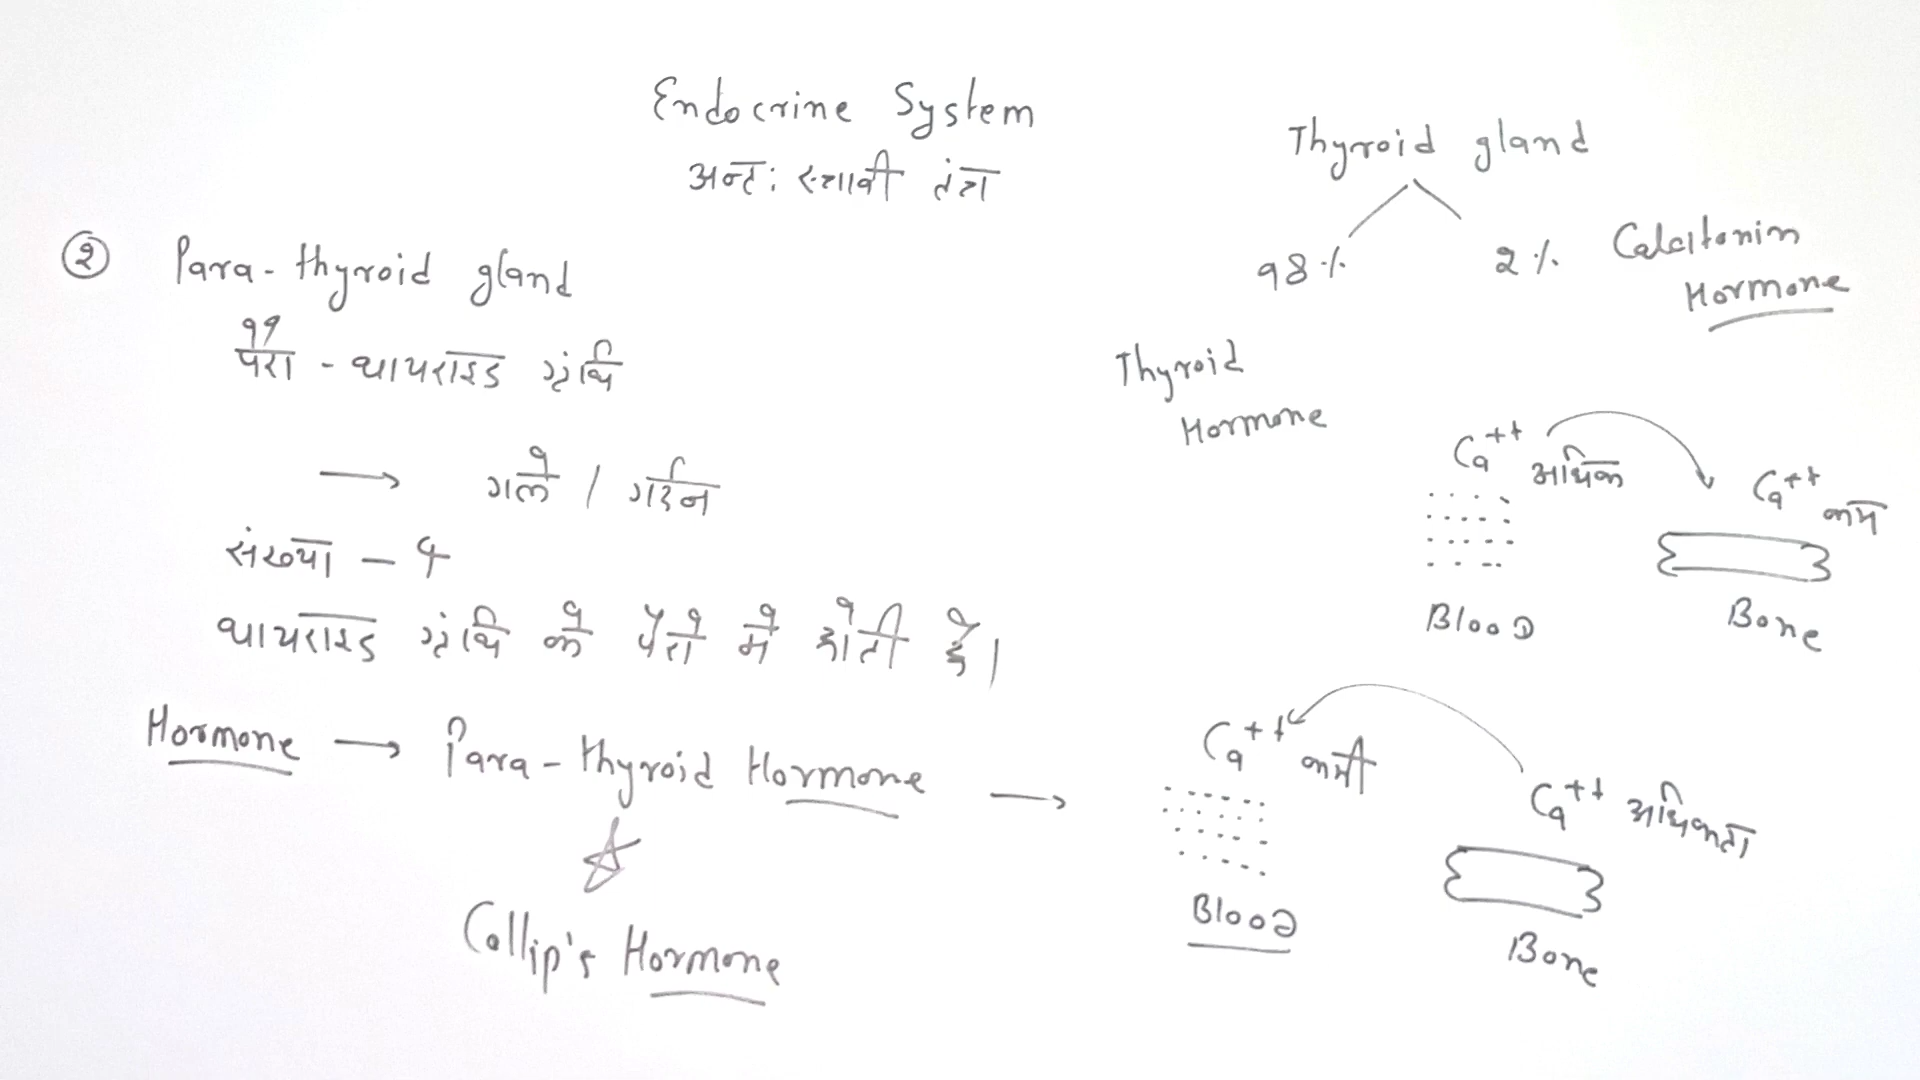 Endocrine System
अन्त: स्त्रावी तंत्र
② Para-thyroid gland
पैरा - थायराइड ग्रंथि
→ गले / गर्दन
संख्या - 4
थायराइड ग्रंथि के पैरो मे होती है।
Hormone → Para-thyroid Hormone →
Collip's Hormone
Thyroid gland
98% 2% Calcitonin
Hormone
Thyroid
Hormone
Ca++ अधिक Ca++ कम
Blood Bone
Ca++ कमी Ca++ अधिकता
Blood Bone